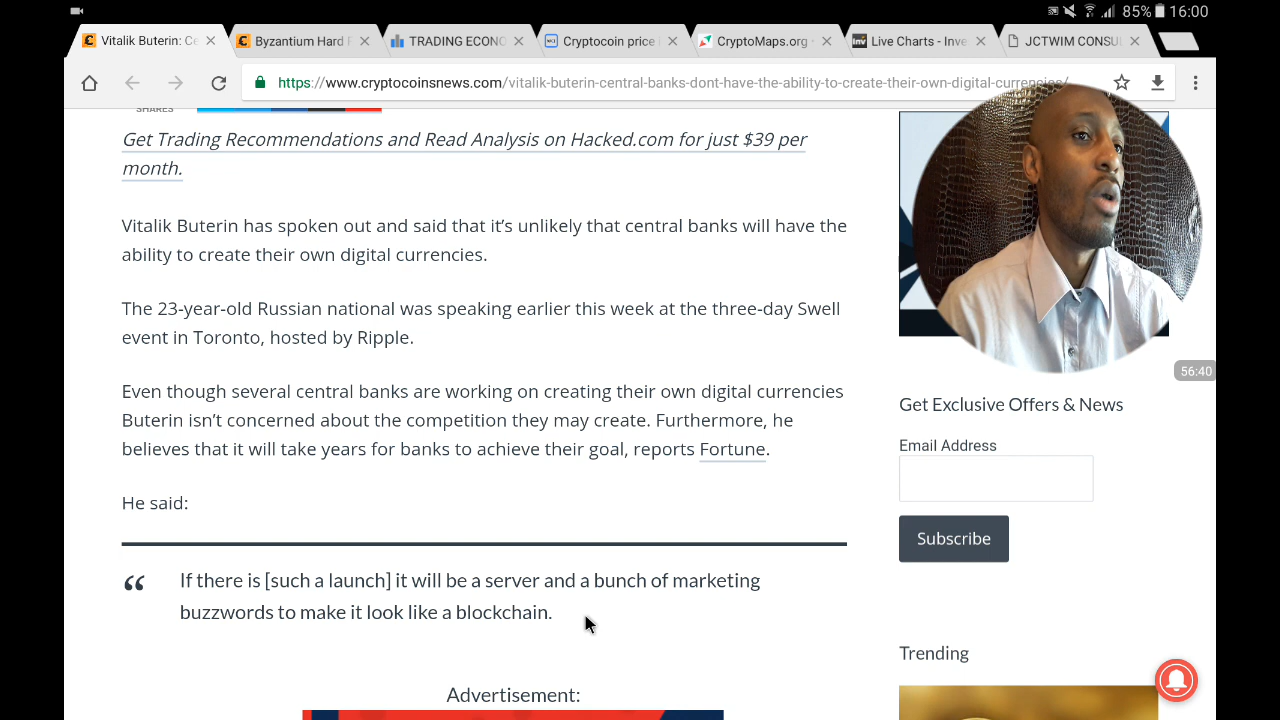 85% 16:00
Vitalik Buterin: Ce
Byzantium Hard F
TRADING ECONO
Cryptocoin price
CryptoMaps.org -
Live Charts - Inve
JCTWIM CONSU
https://www.cryptocoinsnews.com/vitalik-buterin-central-banks-dont-have-the-ability-to-create-their-own-digital-currencies/
SHARES
Get Trading Recommendations and Read Analysis on Hacked.com for just $39 per
month.
Vitalik Buterin has spoken out and said that it’s unlikely that central banks will have the
ability to create their own digital currencies.
The 23-year-old Russian national was speaking earlier this week at the three-day Swell
event in Toronto, hosted by Ripple.
Even though several central banks are working on creating their own digital currencies
Buterin isn’t concerned about the competition they may create. Furthermore, he
believes that it will take years for banks to achieve their goal, reports Fortune.
He said:
“ If there is [such a launch] it will be a server and a bunch of marketing
buzzwords to make it look like a blockchain.
Advertisement:
56:40
Get Exclusive Offers & News
Email Address
Subscribe
Trending